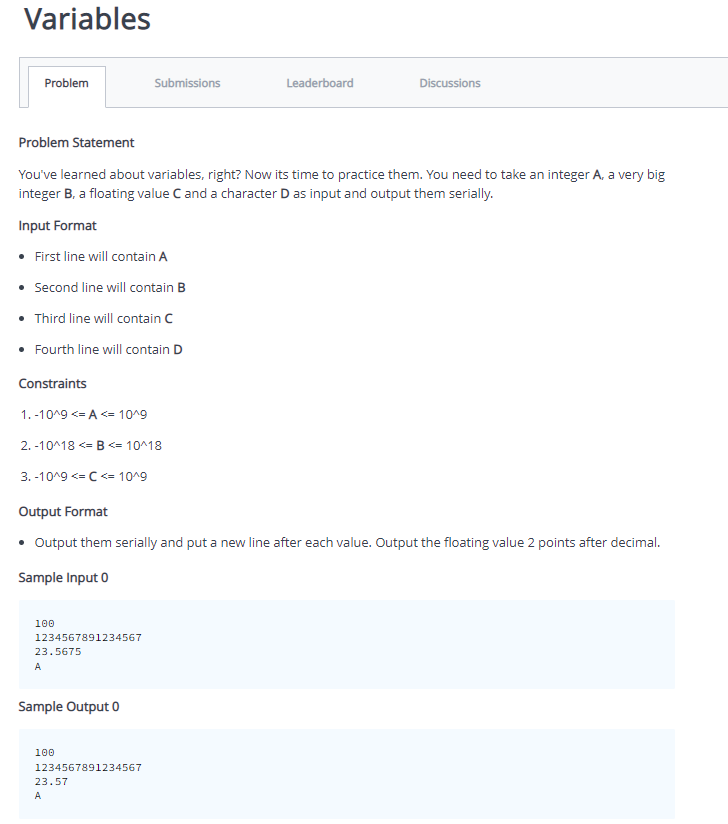 Variables
Problem
Submissions
Leaderboard
Discussions
Problem Statement
You've learned about variables, right? Now its time to practice them. You need to take an integer A, a very big
integer B, a floating value C and a character D as input and output them serially.
Input Format
• First line will contain A
• Second line will contain B
• Third line will contain C
• Fourth line will contain D
Constraints
1. -10^9 <= A <= 10^9
2. -10^18 <= B <= 10^18
3. -10^9 <= C <= 10^9
Output Format
• Output them serially and put a new line after each value. Output the floating value 2 points after decimal.
Sample Input 0
100
1234567891234567
23.5675
A
Sample Output 0
100
1234567891234567
23.57
A